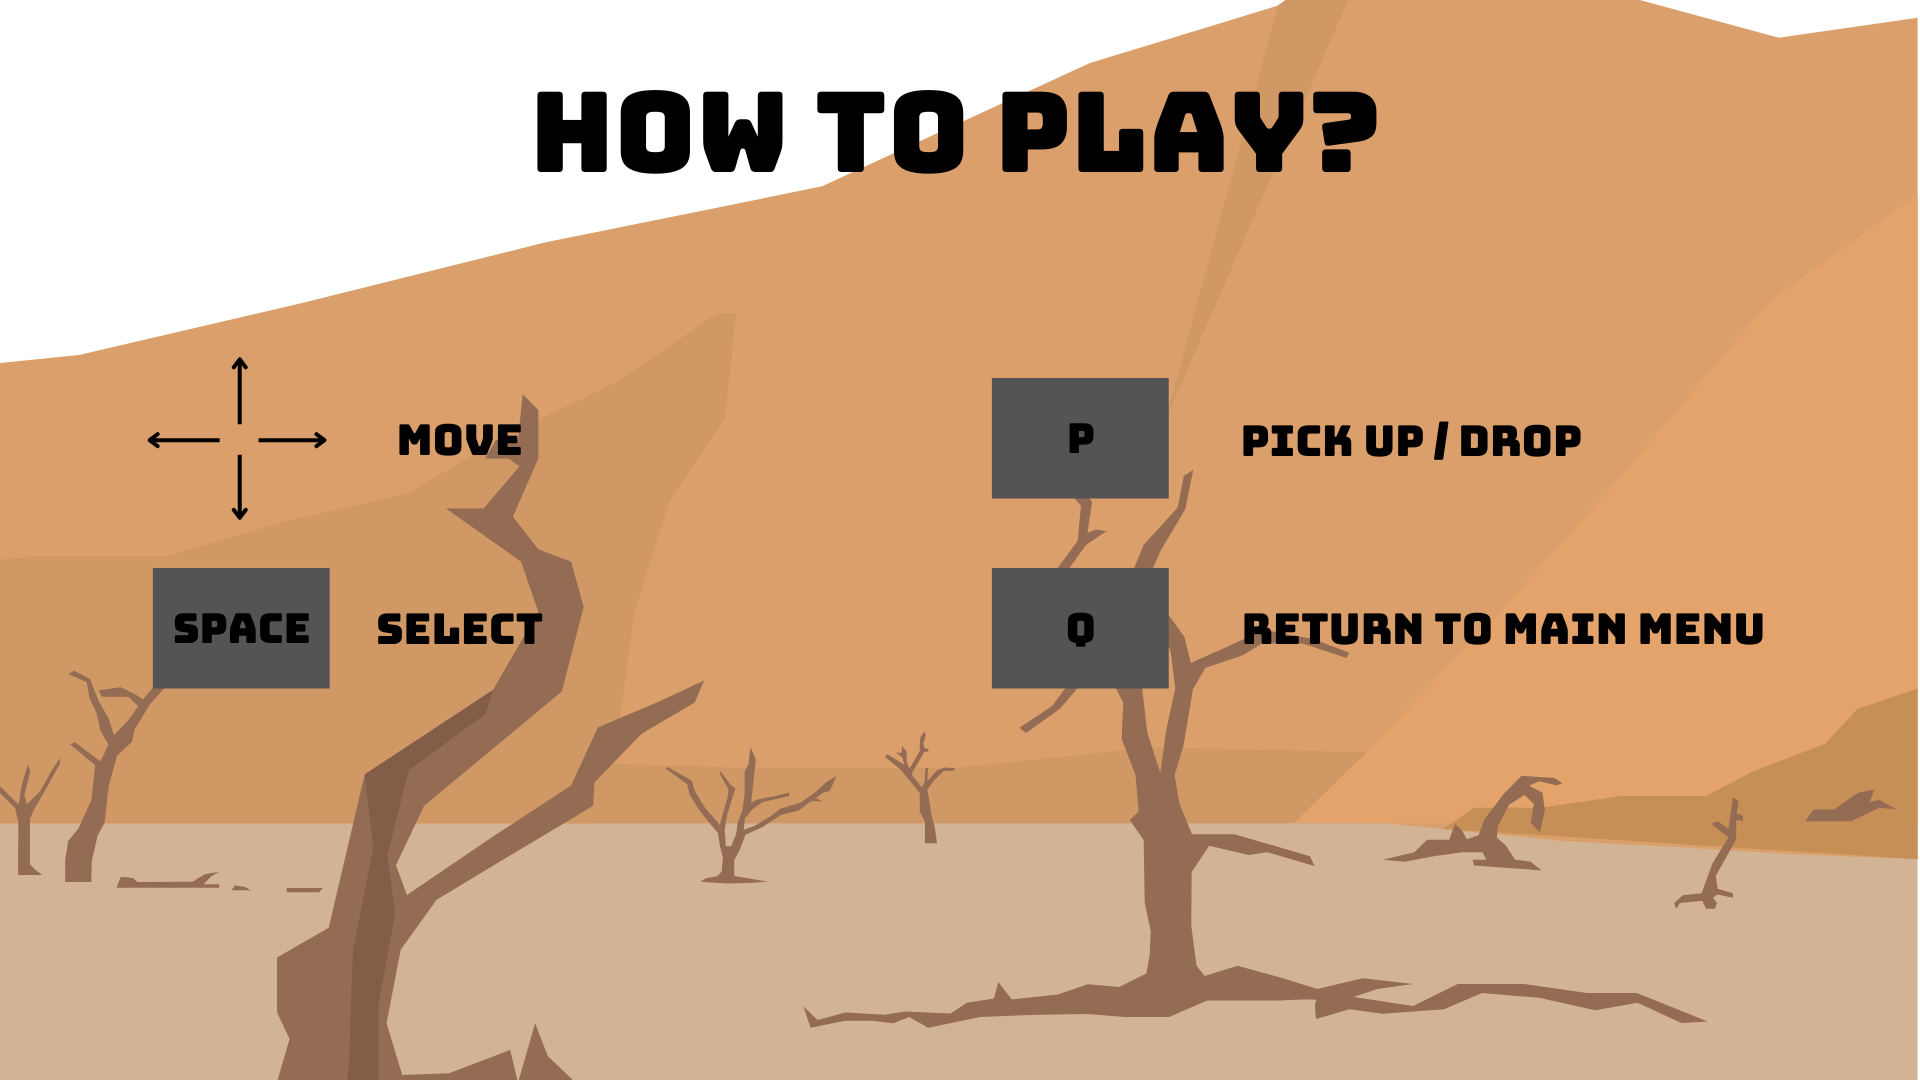 HOW TO PLAY?
MOVE
P
PICK UP / DROP
SPACE
SELECT
Q
RETURN TO MAIN MENU